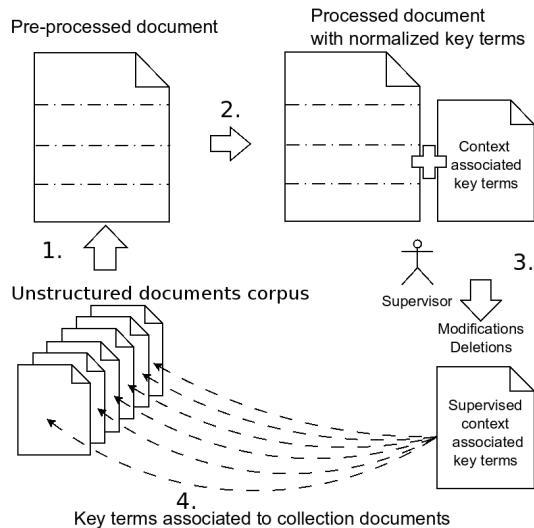 Pre-processed document
Processed document
with normalized key terms
2.
Context
associated
key terms
1.
3.
Supervisor
Modifications
Deletions
Unstructured documents corpus
Supervised
context
associated
key terms
4.
Key terms associated to collection documents